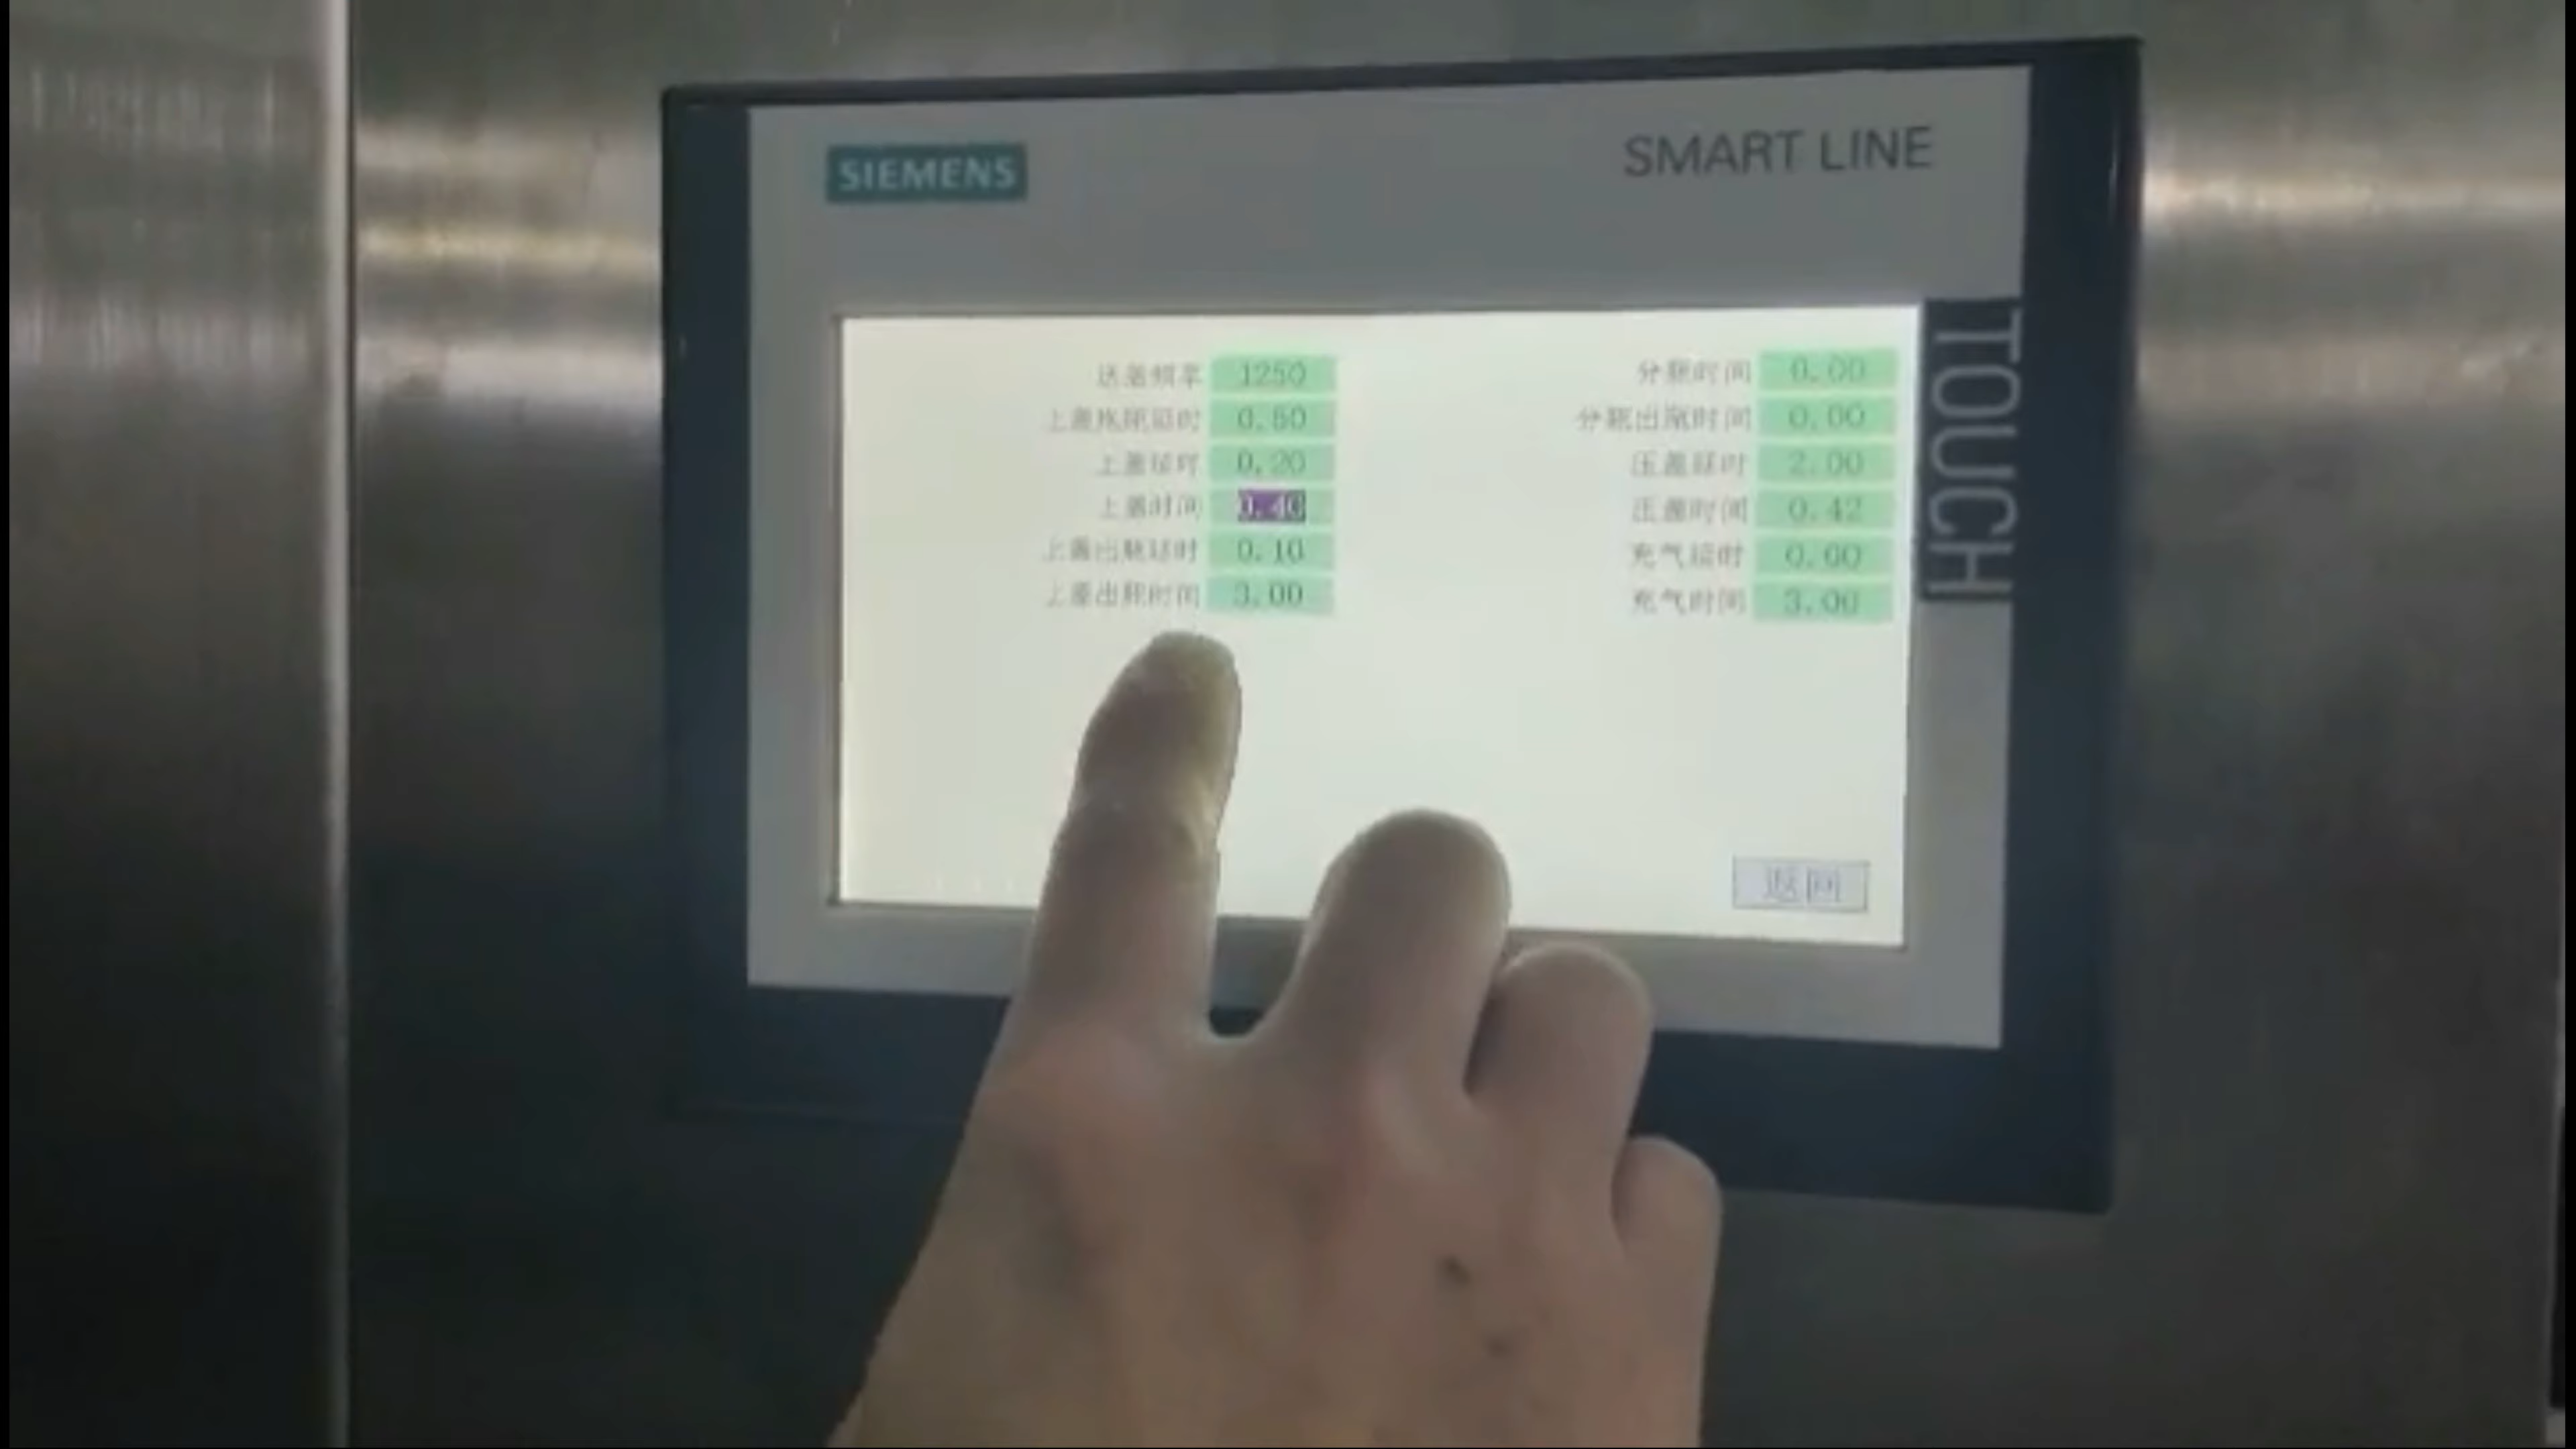 SIEMENS
SMART LINE
TOUCH
送盖频率 1250
上盖拖瓶延时 0.50
上盖延时 0.20
上盖时间 0.40
上盖出瓶延时 0.10
上盖出瓶时间 3.00
分瓶时间 0.00
分瓶出瓶时间 0.00
压盖延时 2.00
压盖时间 0.42
充气延时 0.60
充气时间 3.00
返回